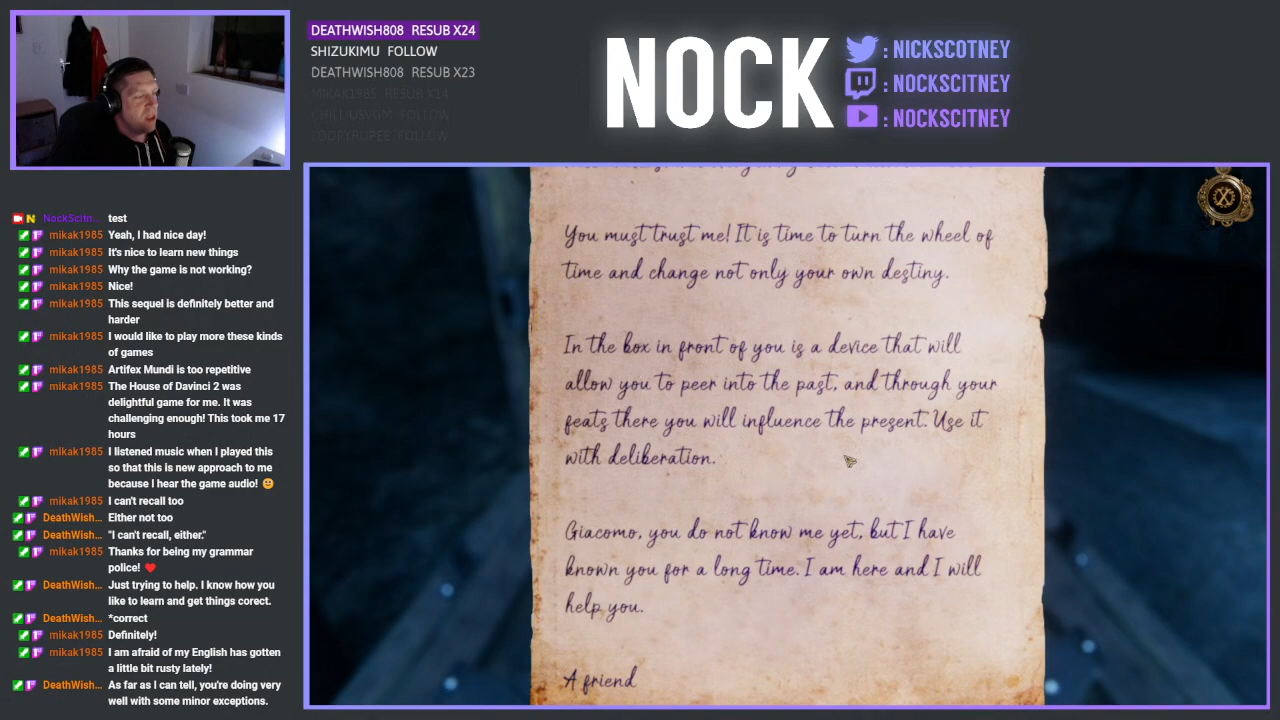 DEATHWISH808 RESUB X24
SHIZUKIMU FOLLOW
DEATHWISH808 RESUB X23
MIKAK1985 RESUB X14
CHILLIUSVGM FOLLOW
LOOPYRUPEE FOLLOW
NOCK
: NICKSCOTNEY
: NOCKSCITNEY
: NOCKSCITNEY
NockScitn... test
mikak1985 Yeah, I had nice day!
mikak1985 It's nice to learn new things
mikak1985 Why the game is not working?
mikak1985 Nice!
mikak1985 This sequel is definitely better and
harder
mikak1985 I would like to play more these kinds
of games
mikak1985 Artifex Mundi is too repetitive
mikak1985 The House of Davinci 2 was
delightful game for me. It was
challenging enough! This took me 17
hours
mikak1985 I listened music when I played this
so that this is new approach to me
because I hear the game audio! 🙂
mikak1985 I can't recall too
DeathWish... Either not too
DeathWish... "I can't recall, either."
mikak1985 Thanks for being my grammar
police! ♥
DeathWish... Just trying to help. I know how you
like to learn and get things corect.
DeathWish... *correct
mikak1985 Definitely!
mikak1985 I am afraid of my English has gotten
a little bit rusty lately!
DeathWish... As far as I can tell, you're doing very
well with some minor exceptions.
You must trust me! It is time to turn the wheel of
time and change not only your own destiny.
In the box in front of you is a device that will
allow you to peer into the past, and through your
feats there you will influence the present. Use it
with deliberation.
Giacomo, you do not know me yet, but I have
known you for a long time. I am here and I will
help you.
A friend